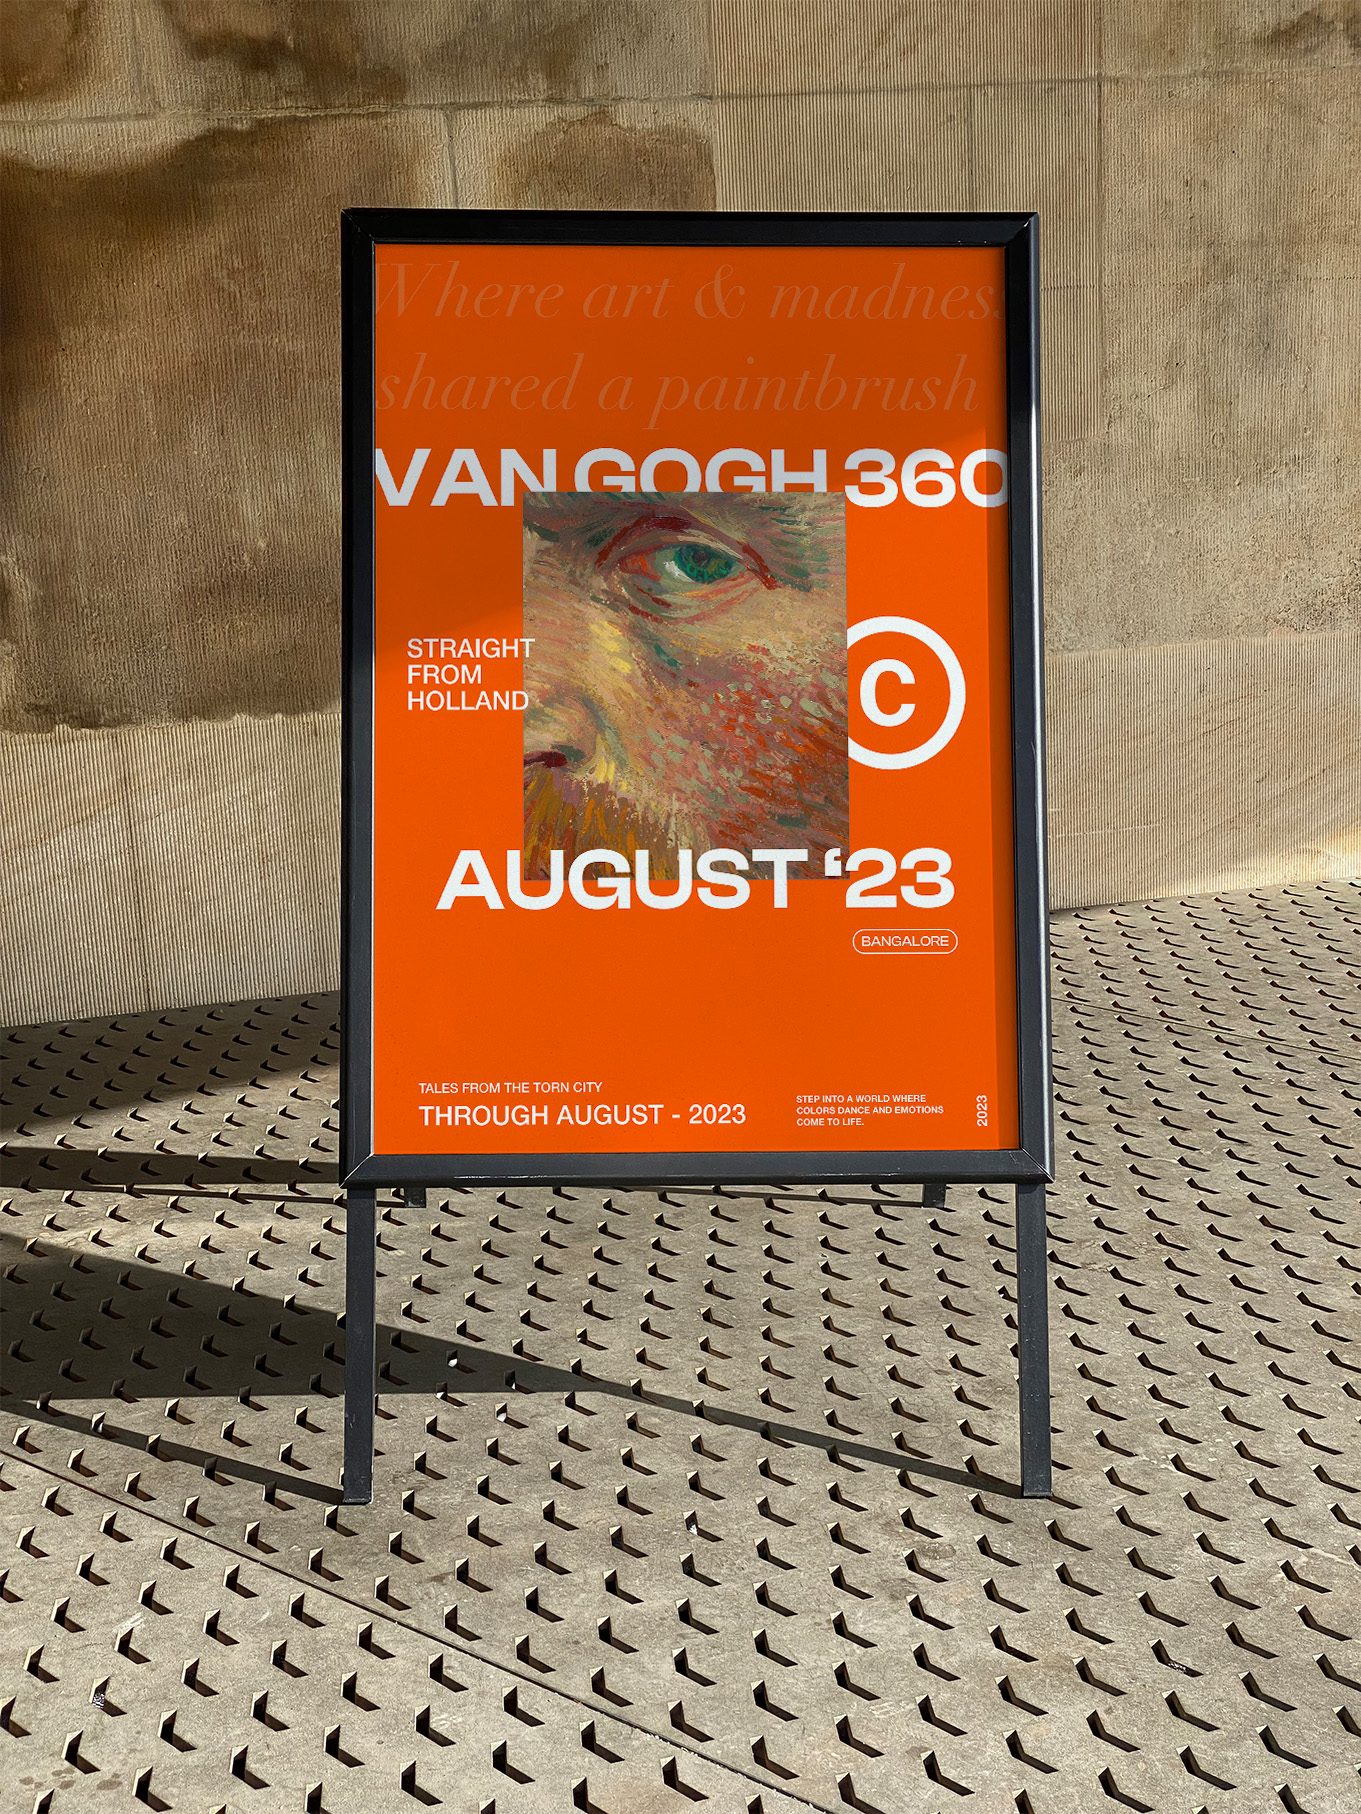 Where art & madness
shared a paintbrush
VAN GOGH 360
STRAIGHT
FROM
HOLLAND
©
AUGUST ‘23
BANGALORE
TALES FROM THE TORN CITY
THROUGH AUGUST - 2023
STEP INTO A WORLD WHERE
COLORS DANCE AND EMOTIONS
COME TO LIFE.
2023